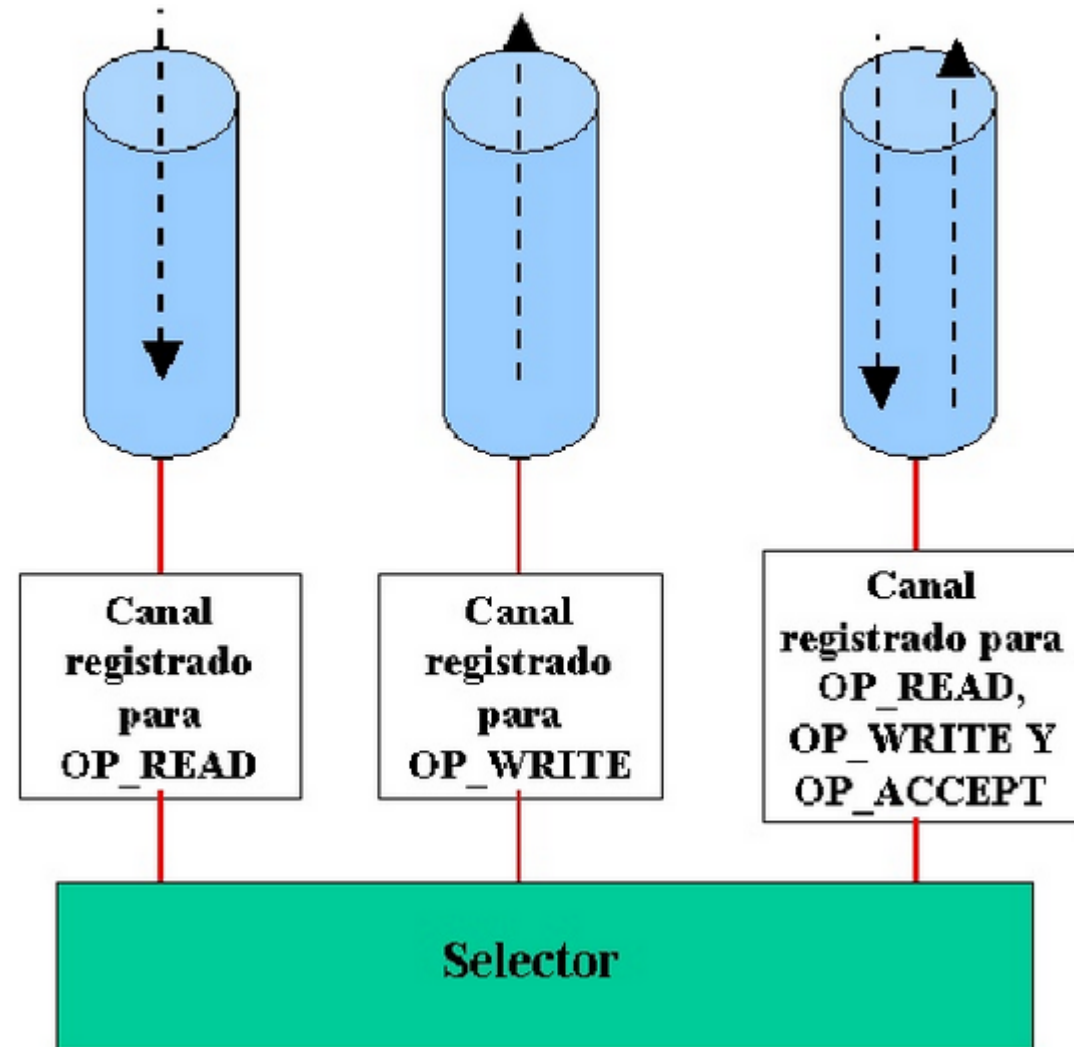 Canal
registrado
para
OP_READ
Canal
registrado
para
OP_WRITE
Canal
registrado para
OP_READ,
OP_WRITE Y
OP_ACCEPT
Selector